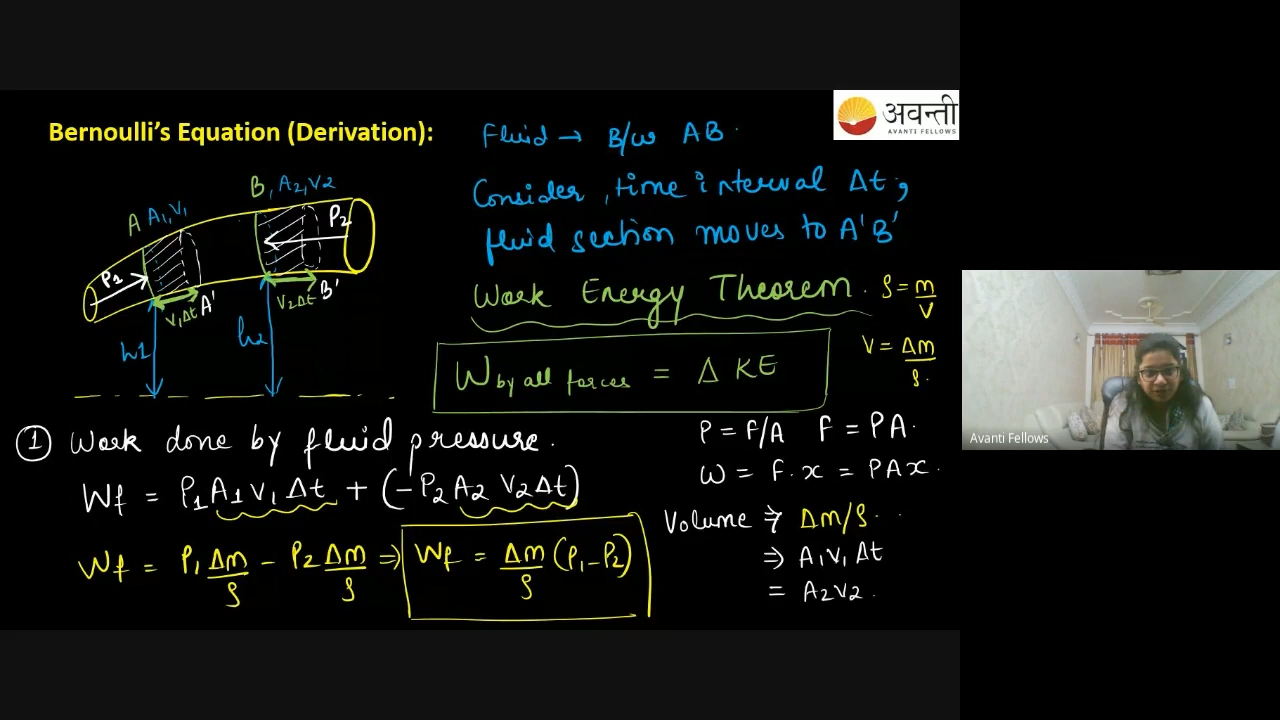 Bernoulli's Equation (Derivation):
अवन्ती
AVANTI FELLOWS
Fluid → B/w AB.
Consider, time interval Δt,
fluid section moves to A'B'
Work Energy Theorem.
W by all forces = Δ KE
ρ = m/V
V = Δm/ρ.
A A1,V1
B, A2,V2
P1
P2
V1Δt A'
V2Δt B'
h1
h2
① Work done by fluid pressure.
Wf = P1A1V1Δt + (-P2A2 V2Δt)
Wf = P1 Δm/ρ - P2 Δm/ρ ⇒ Wf = Δm/ρ (P1-P2)
P = F/A F = PA.
W = F.x = PAx.
Volume ⇒ Δm/ρ.
⇒ A1V1Δt
= A2V2.
Avanti Fellows